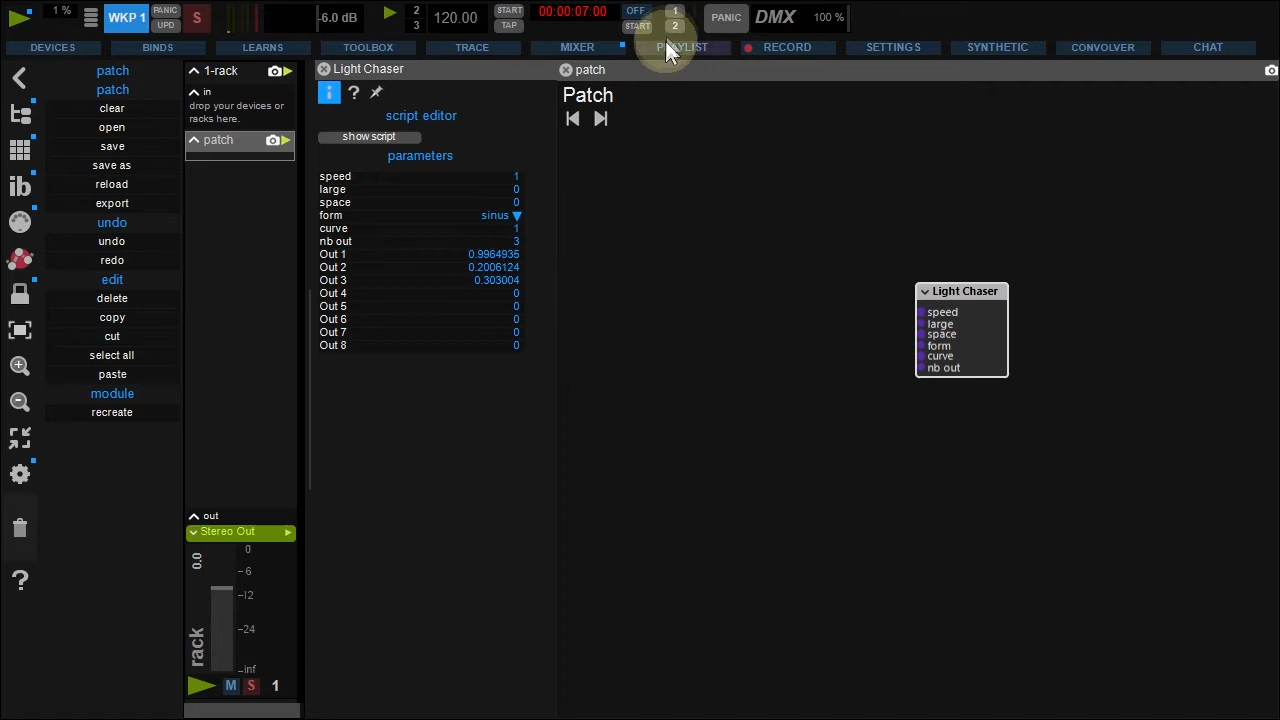 1 %
WKP 1
PANIC
UPD
S
-6.0 dB
2
3
120.00
START
TAP
00:00:07:00
OFF
START
1
2
PANIC
DMX
100 %
DEVICES
BINDS
LEARNS
TOOLBOX
TRACE
MIXER
PLAYLIST
RECORD
SETTINGS
SYNTHETIC
CONVOLVER
CHAT
patch
patch
clear
open
save
save as
reload
export
undo
undo
redo
edit
delete
copy
cut
select all
paste
module
recreate
ib
?
1-rack
in
drop your devices or
racks here.
patch
out
Stereo Out
0.0
rack
0
-6
-12
-24
-inf
M
S
1
Light Chaser
i
?
script editor
show script
parameters
speed 1
large 0
space 0
form sinus
curve 1
nb out 3
Out 1 0.9964935
Out 2 0.2006124
Out 3 0.303004
Out 4 0
Out 5 0
Out 6 0
Out 7 0
Out 8 0
patch
Patch
Light Chaser
speed
large
space
form
curve
nb out